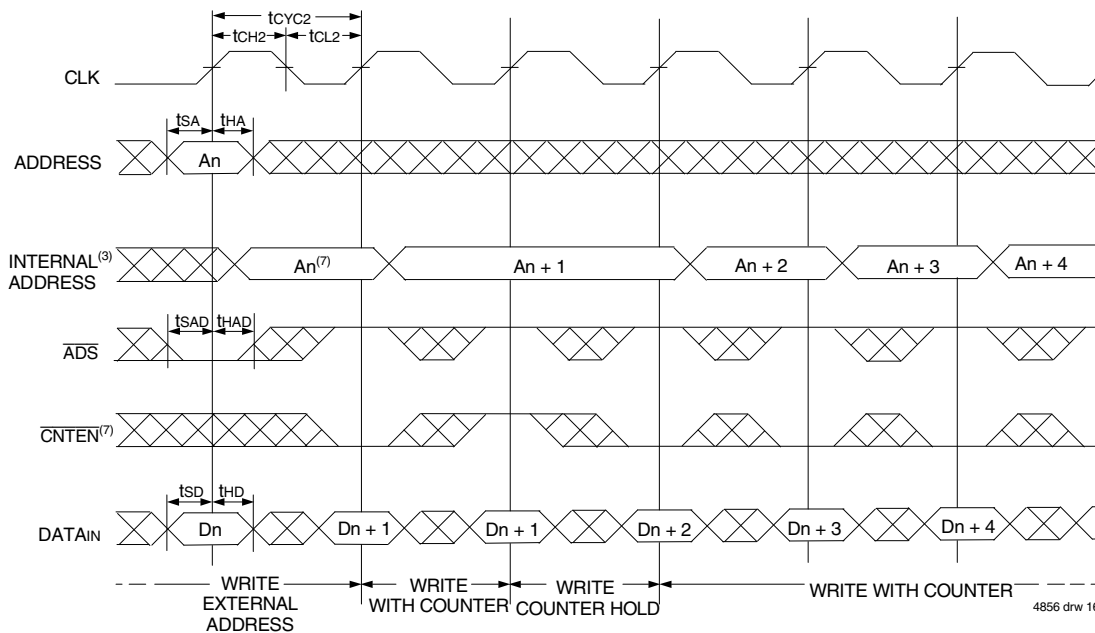 tCYC2
tCH2 tCL2
CLK
tSA tHA
ADDRESS An
INTERNAL(3) ADDRESS An(7) An + 1 An + 2 An + 3 An + 4
tSAD tHAD
ADS
CNTEN(7)
tSD tHD
DATAIN Dn Dn + 1 Dn + 1 Dn + 2 Dn + 3 Dn + 4
WRITE EXTERNAL ADDRESS
WRITE WITH COUNTER
WRITE COUNTER HOLD
WRITE WITH COUNTER
4856 drw 16